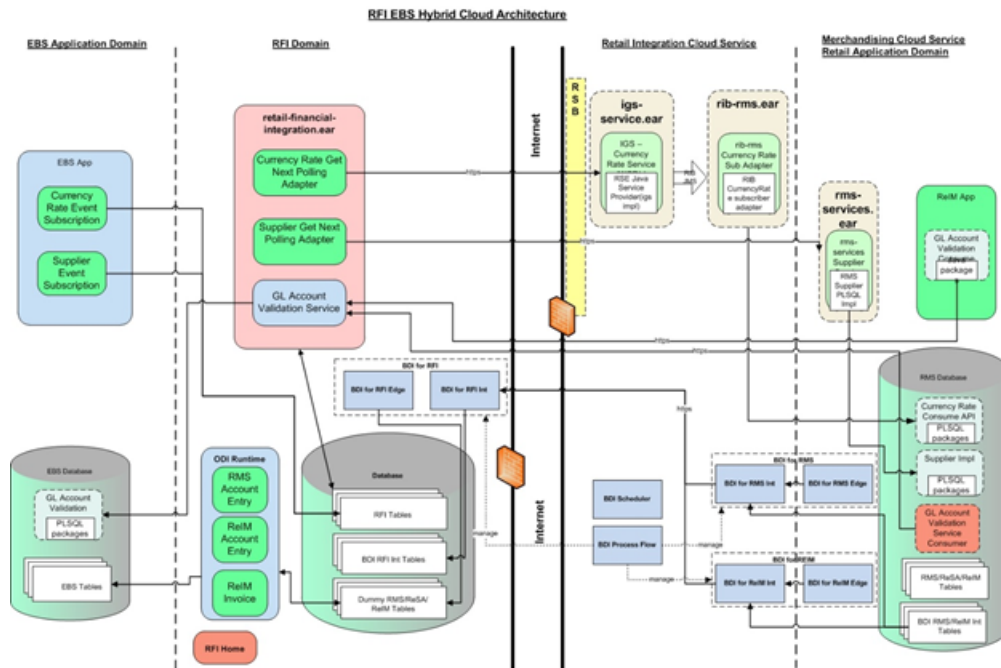 RFI EBS Hybrid Cloud Architecture
EBS Application Domain
RFI Domain
Retail Integration Cloud Service
Merchandising Cloud Service
Retail Application Domain
EBS App
Currency
Rate Event
Subscription
Supplier
Event
Subscription
retail-financial-
integration.ear
Currency Rate Get
Next Polling
Adapter
Supplier Get Next
Polling Adapter
GL Account
Validation Service
Internet
R
S
B
igs-
service.ear
IGS –
Currency
Rate Service
RSE Java
Service
Provider(igs
impl)
rib-rms.ear
rib-rms
Currency Rate
Sub Adapter
RIB
CurrencyRat
e subscriber
adapter
rms-
services.
ear
rms-
services
Supplier
RMS
Supplier
PLSQL
Impl
ReIM App
GL Account
Validation
package
https
https
https
https
https
BDI for RFI
BDI for RFI Edge
BDI for RFI Int
EBS Database
GL Account
Validation
PLSQL
packages
EBS Tables
ODI Runtime
RMS
Account
Entry
ReIM
Account
Entry
ReIM
Invoice
RFI Home
Database
RFI Tables
BDI RFI Int Tables
Dummy RMS/ReSA/
ReIM Tables
manage
Internet
BDI Scheduler
BDI Process Flow
manage
manage
BDI for RMS
BDI for RMS Int
BDI for RMS Edge
BDI for REIM
BDI for ReIM Int
BDI for ReIM Edge
RMS Database
Currency Rate
Consume API
PLSQL
packages
Supplier Impl
PLSQL
packages
GL Account
Validation
Service
Consumer
RMS/ReSA/ReIM
Tables
BDI RMS/ReIM Int
Tables